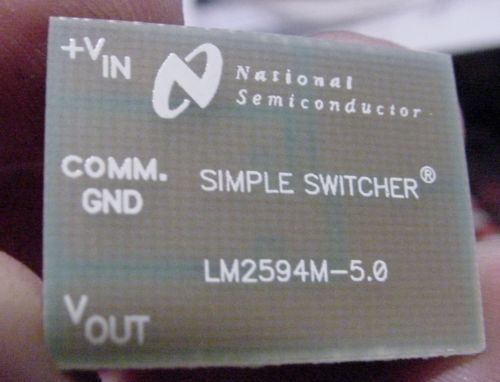 +VIN
National
Semiconductor
COMM.
GND
SIMPLE SWITCHER®
LM2594M-5.0
VOUT